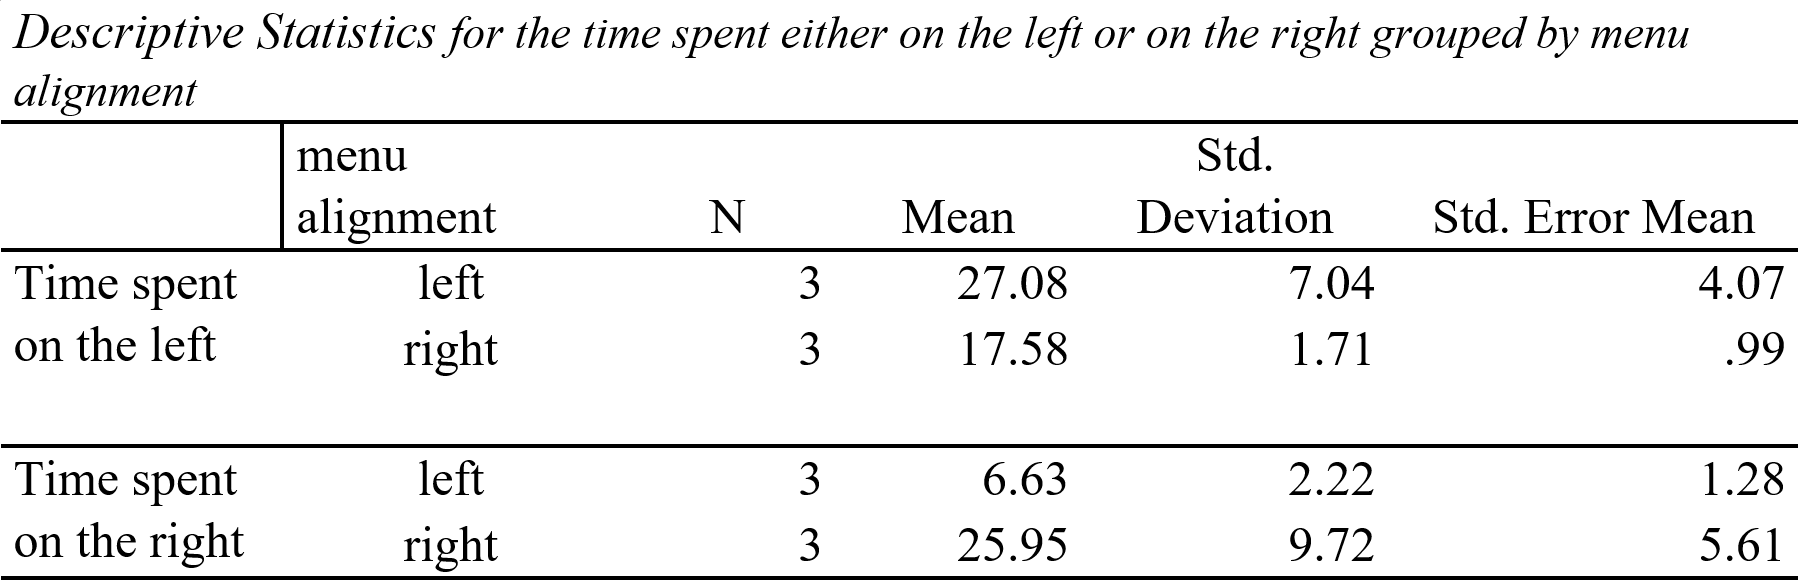 Descriptive Statistics for the time spent either on the left or on the right grouped by menu
alignment
menu alignment N Mean Std. Deviation Std. Error Mean
Time spent on the left left 3 27.08 7.04 4.07
right 3 17.58 1.71 .99
Time spent on the right left 3 6.63 2.22 1.28
right 3 25.95 9.72 5.61